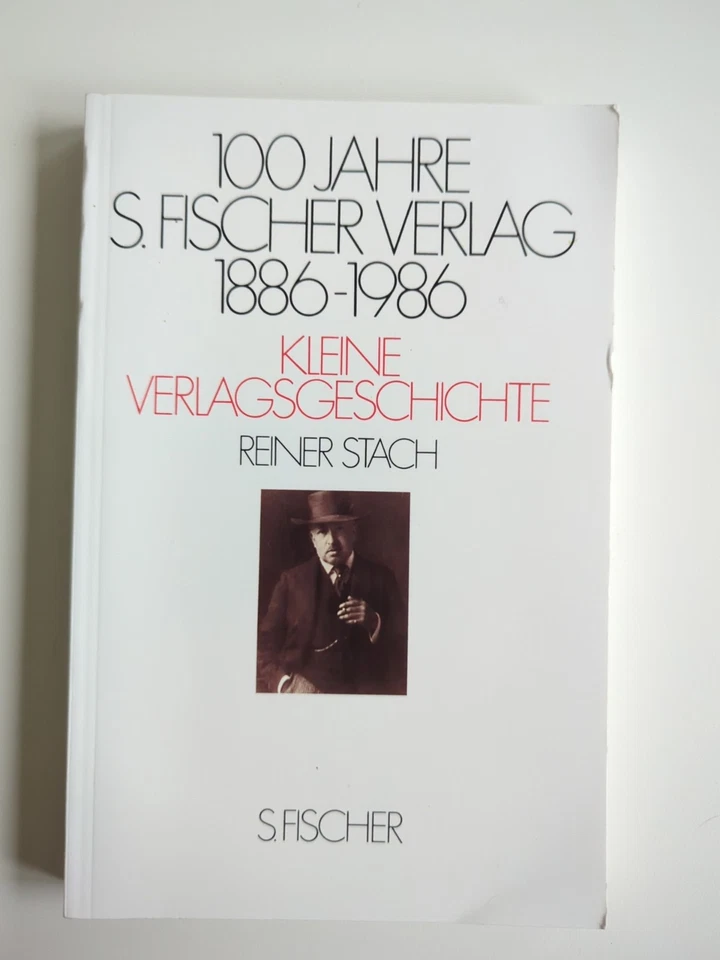 100 JAHRE
S. FISCHER VERLAG
1886-1986
KLEINE
VERLAGSGESCHICHTE
REINER STACH
S. FISCHER